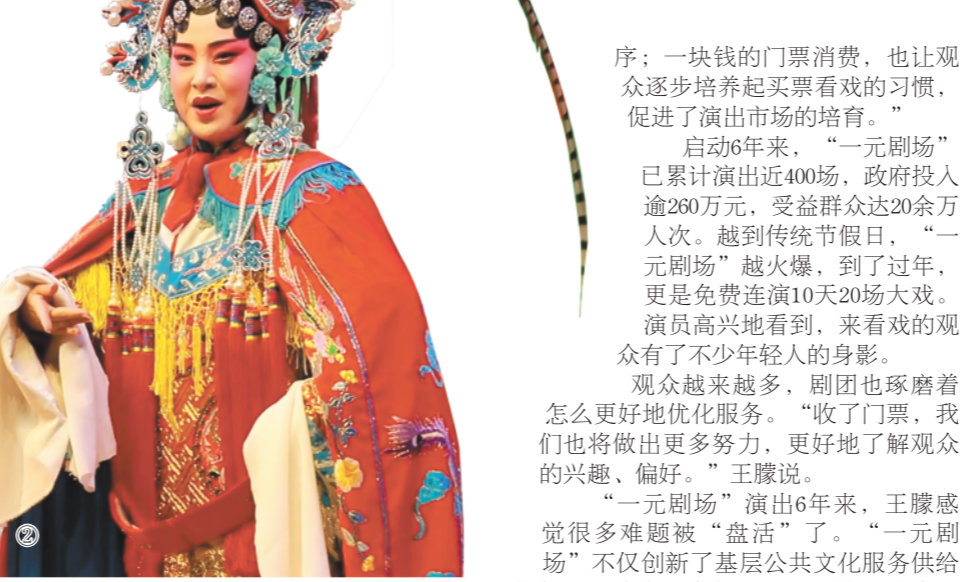 序；一块钱的门票消费，也让观
众逐步培养起买票看戏的习惯，
促进了演出市场的培育。”
启动6年来，“一元剧场”
已累计演出近400场，政府投入
逾260万元，受益群众达20余万
人次。越到传统节假日，“一
元剧场”越火爆，到了过年，
更是免费连演10天20场大戏。
演员高兴地看到，来看戏的观
众有了不少年轻人的身影。
观众越来越多，剧团也琢磨着
怎么更好地优化服务。“收了门票，我
们也将做出更多努力，更好地了解观众
的兴趣、偏好。”王朦说。
“一元剧场”演出6年来，王朦感
觉很多难题被“盘活”了。“一元剧
场”不仅创新了基层公共文化服务供给
②